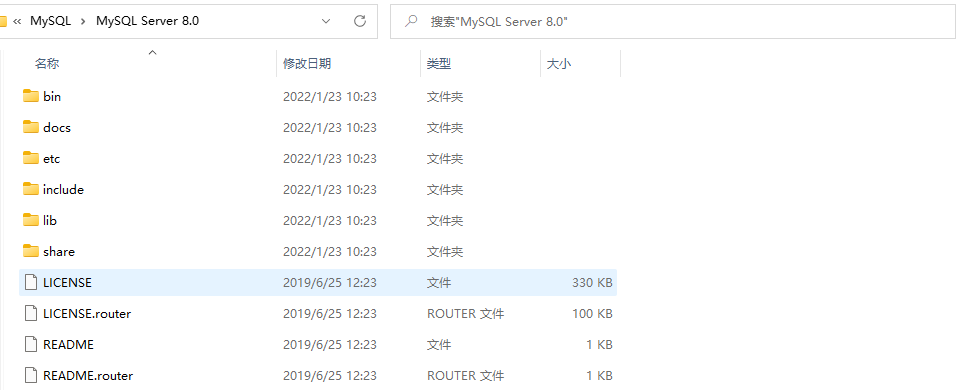 « MySQL › MySQL Server 8.0 搜索"MySQL Server 8.0"
名称 修改日期 类型 大小
bin 2022/1/23 10:23 文件夹
docs 2022/1/23 10:23 文件夹
etc 2022/1/23 10:23 文件夹
include 2022/1/23 10:23 文件夹
lib 2022/1/23 10:23 文件夹
share 2022/1/23 10:23 文件夹
LICENSE 2019/6/25 12:23 文件 330 KB
LICENSE.router 2019/6/25 12:23 ROUTER 文件 100 KB
README 2019/6/25 12:23 文件 1 KB
README.router 2019/6/25 12:23 ROUTER 文件 1 KB